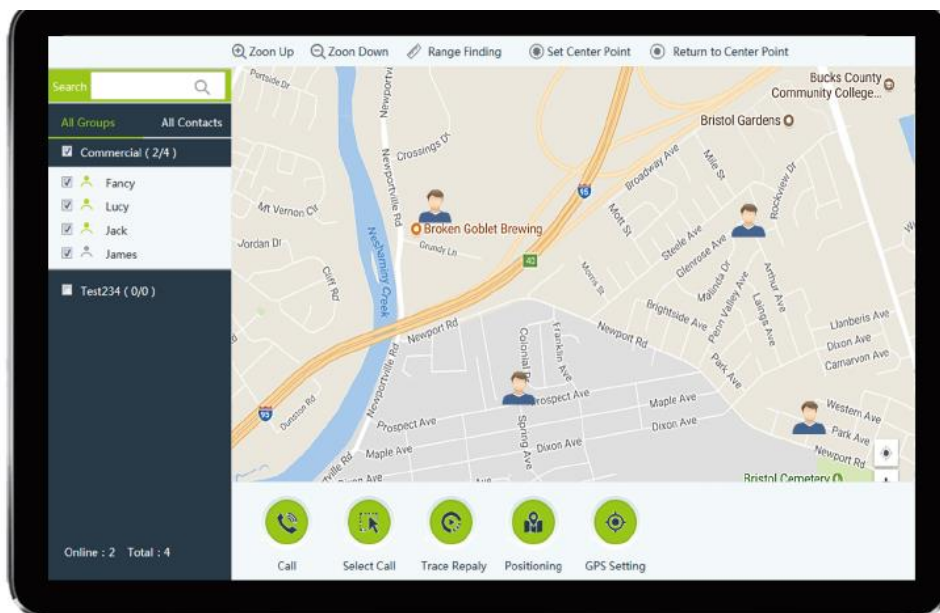 Zoon Up Zoon Down Range Finding Set Center Point Return to Center Point
Search
All Groups All Contacts
Commercial ( 2/4 )
Fancy
Lucy
Jack
James
Test234 ( 0/0 )
Online : 2 Total : 4
Portside Dr
Newportville Rd
Crossings Dr
Mt Vernon Cir
Jordan Dr
Cliff Rd
Neshaminy Creek
Broken Goblet Brewing
Grundy Ln
Bucks County
Community College...
Bristol Gardens
Broadway Ave
Mile St
Rockview Dr
Mott St
Steele Ave
Glenrose Ave
Morris St
Malinda Dr
Arthur Ave
Penn Valley Ave
Laings Ave
Brightside Ave
Llanberis Ave
Dixon Ave
Carnarvon Ave
95
42
Newport Rd
Newport Rd
Park Ave
Newportville Rd
Colonial Dr
Franklin Ave
Prospect Ave
Maple Ave
Dixon Ave
Western Ave
Park Ave
Newport Rd
95
Dunston Rd
Prospect Ave
Maple Ave
Spring Ave
Dixon Ave
Bristol Cemetery
Call Select Call Trace Repaly Positioning GPS Setting